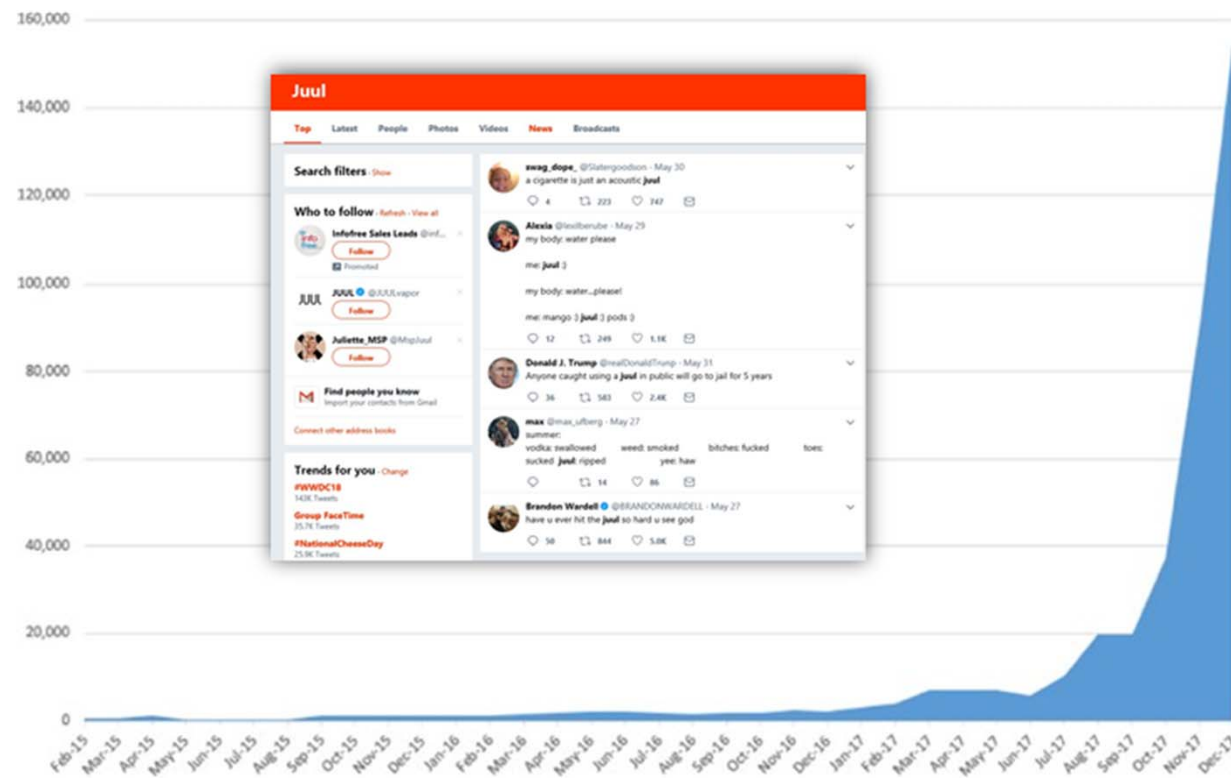 160,000
140,000
120,000
100,000
80,000
60,000
40,000
20,000
0
Juul
Top Latest People Photos Videos News Broadcasts
Search filters · Show
Who to follow · Refresh · View all
info free
Infofree Sales Leads @inf...
Follow
Promoted
JUUL
JUUL @JUULvapor
Follow
Juliette_MSP @MspJuul
Follow
Find people you know
Import your contacts from Gmail
Connect other address books
Trends for you · Change
#WWDC18
142K Tweets
Group FaceTime
35.7K Tweets
#NationalCheeseDay
25.9K Tweets
swag_dope_ @Slatergoodson · May 30
a cigarette is just an acoustic juul
4 223 747
Alexia @lexilberube · May 29
my body: water please
me: juul :)
my body: water...please!
me: mango :) juul :) pods :)
12 249 1.1K
Donald J. Trump @realDonaldTrump · May 31
Anyone caught using a juul in public will go to jail for 5 years
36 583 2.4K
max @max_ufberg · May 27
summer:
vodka: swallowed weed: smoked bitches: fucked toes:
sucked juul: ripped yee: haw
14 86
Brandon Wardell @BRANDONWARDELL · May 27
have u ever hit the juul so hard u see god
50 844 5.0K
Feb-15 Mar-15 Apr-15 May-15 Jun-15 Jul-15 Aug-15 Sep-15 Oct-15 Nov-15 Dec-15 Jan-16 Feb-16 Mar-16 Apr-16 May-16 Jun-16 Jul-16 Aug-16 Sep-16 Oct-16 Nov-16 Dec-16 Jan-17 Feb-17 Mar-17 Apr-17 May-17 Jun-17 Jul-17 Aug-17 Sep-17 Oct-17 Nov-17 Dec-